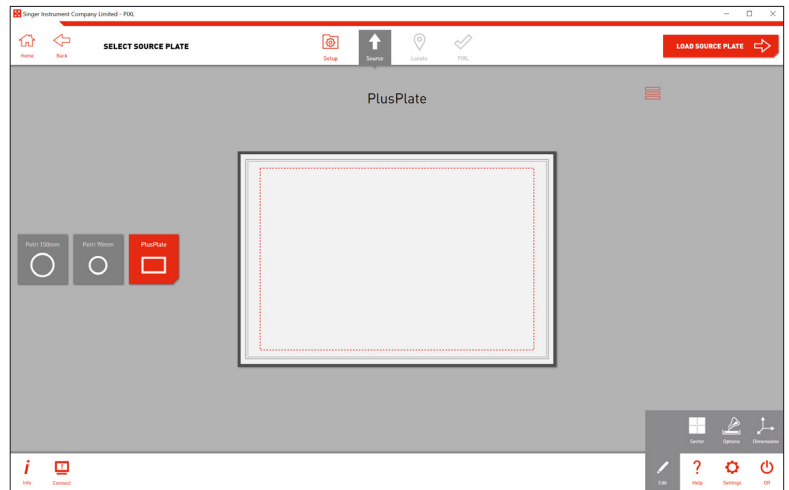 Singer Instrument Company Limited - PIXL
Home
Back
SELECT SOURCE PLATE
Setup
Source
Locate
PIXL
LOAD SOURCE PLATE
PlusPlate
Petri 150mm
Petri 90mm
PlusPlate
Sector
Options
Dimensions
Info
Connect
Edit
Help
Settings
Off